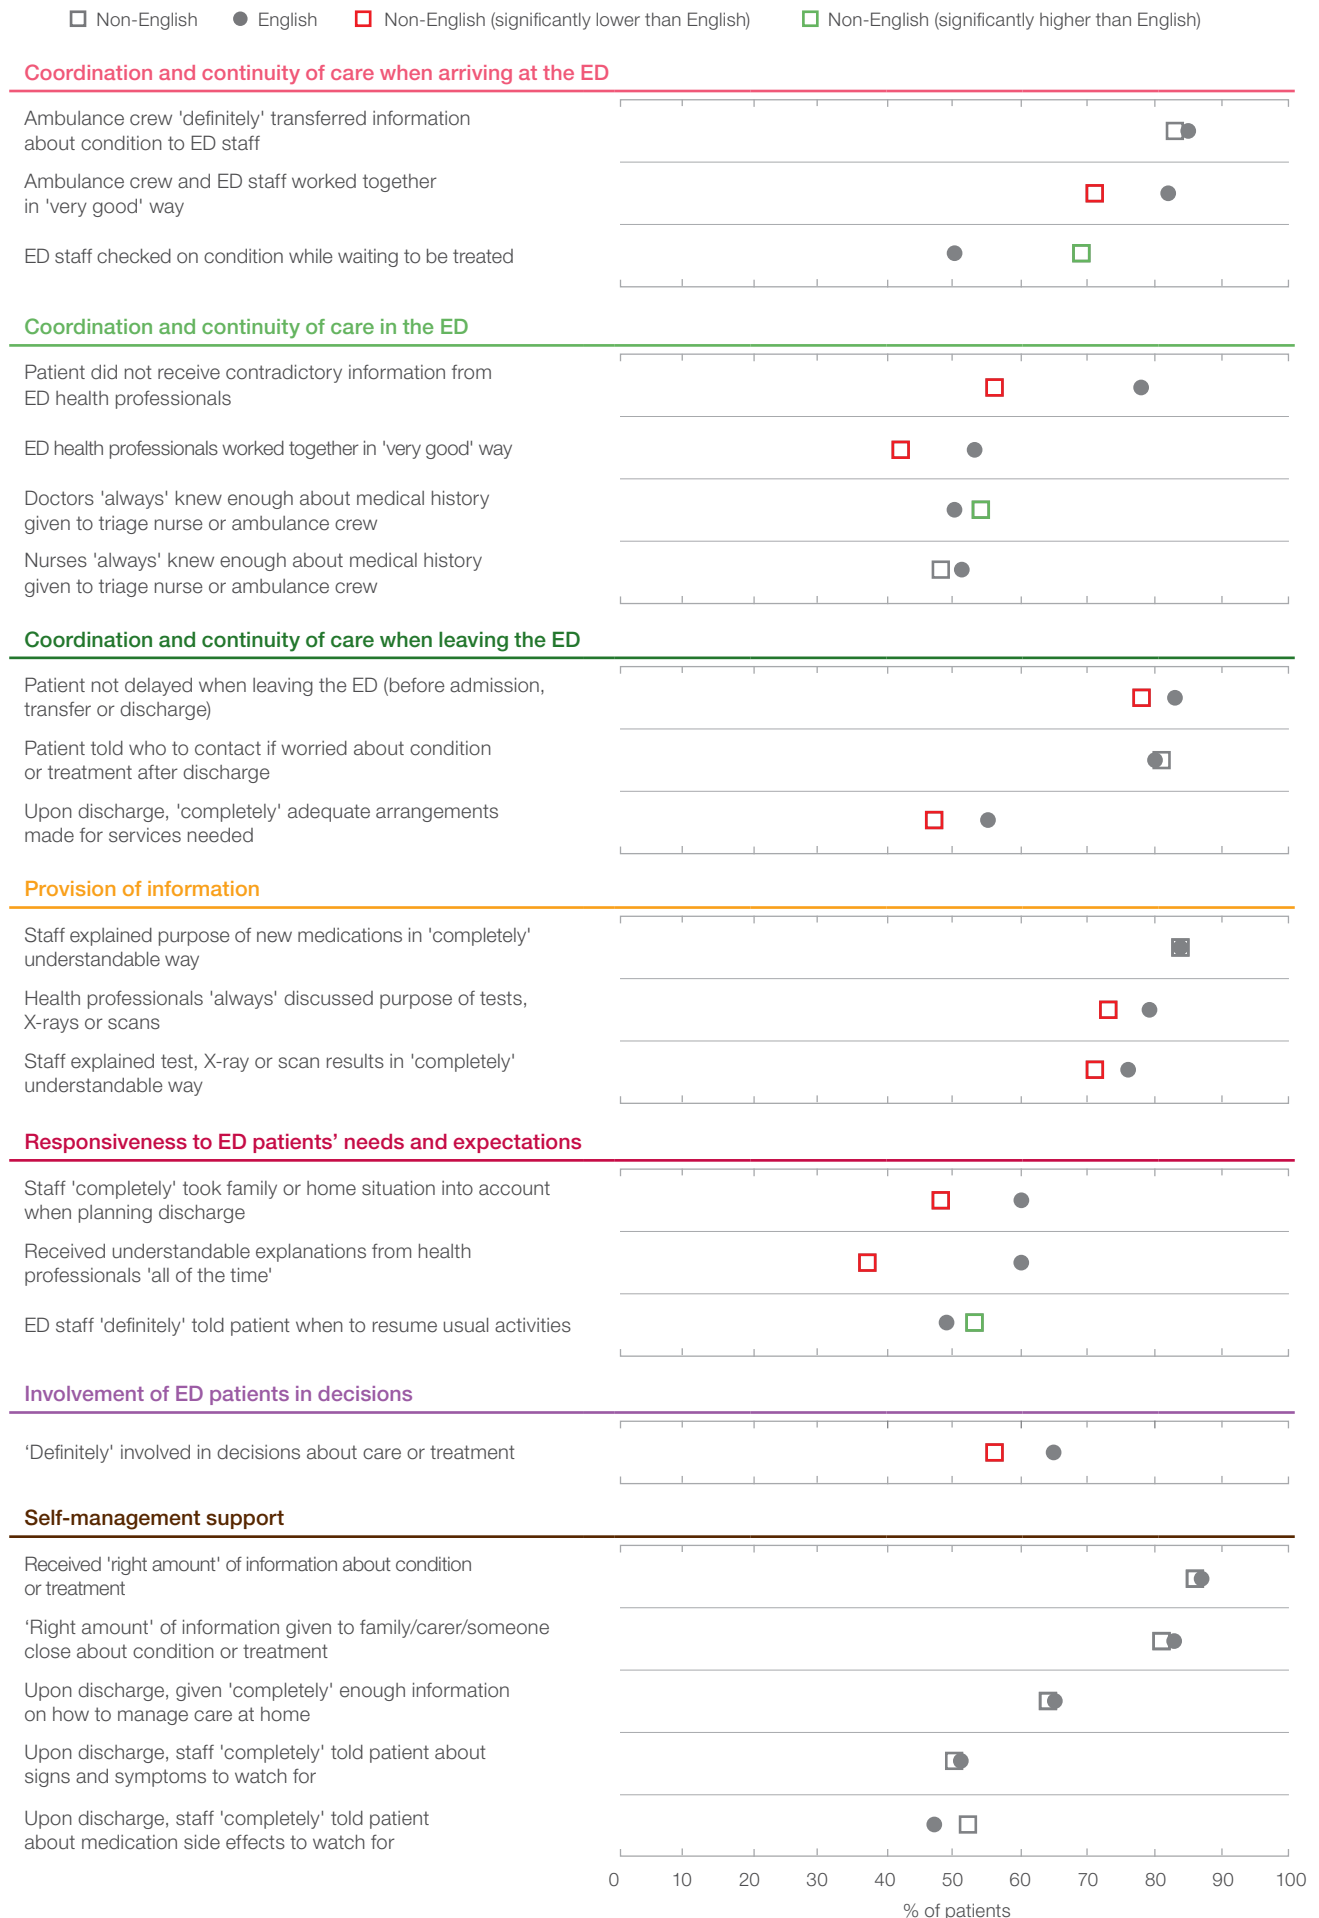 Non-English English Non-English (significantly lower than English) Non-English (significantly higher than English)
Coordination and continuity of care when arriving at the ED
Ambulance crew 'definitely' transferred information
about condition to ED staff
Ambulance crew and ED staff worked together
in 'very good' way
ED staff checked on condition while waiting to be treated
Coordination and continuity of care in the ED
Patient did not receive contradictory information from
ED health professionals
ED health professionals worked together in 'very good' way
Doctors 'always' knew enough about medical history
given to triage nurse or ambulance crew
Nurses 'always' knew enough about medical history
given to triage nurse or ambulance crew
Coordination and continuity of care when leaving the ED
Patient not delayed when leaving the ED (before admission,
transfer or discharge)
Patient told who to contact if worried about condition
or treatment after discharge
Upon discharge, 'completely' adequate arrangements
made for services needed
Provision of information
Staff explained purpose of new medications in 'completely'
understandable way
Health professionals 'always' discussed purpose of tests,
X-rays or scans
Staff explained test, X-ray or scan results in 'completely'
understandable way
Responsiveness to ED patients’ needs and expectations
Staff 'completely' took family or home situation into account
when planning discharge
Received understandable explanations from health
professionals 'all of the time'
ED staff 'definitely' told patient when to resume usual activities
Involvement of ED patients in decisions
‘Definitely' involved in decisions about care or treatment
Self-management support
Received 'right amount' of information about condition
or treatment
‘Right amount' of information given to family/carer/someone
close about condition or treatment
Upon discharge, given 'completely' enough information
on how to manage care at home
Upon discharge, staff 'completely' told patient about
signs and symptoms to watch for
Upon discharge, staff 'completely' told patient
about medication side effects to watch for
0 10 20 30 40 50 60 70 80 90 100
% of patients